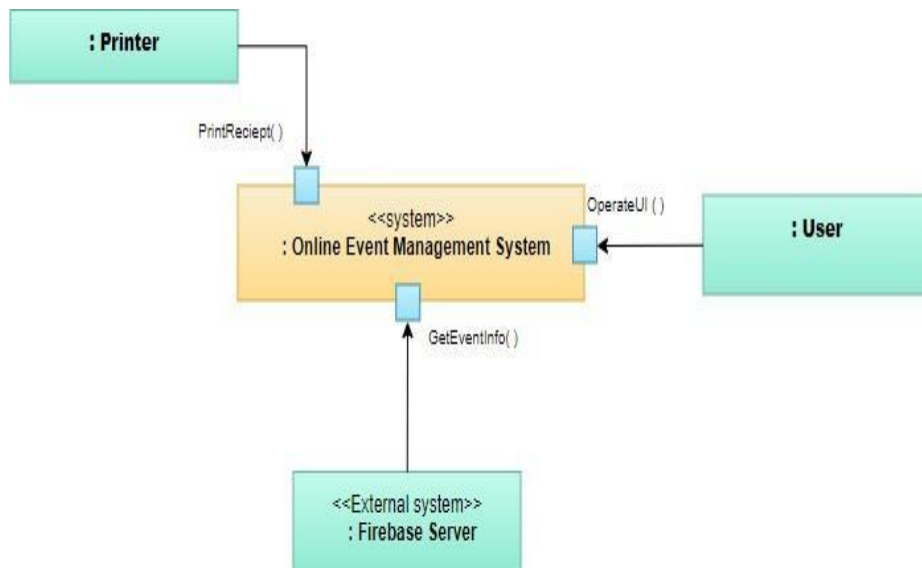 : Printer
PrintReciept( )
<<system>>
: Online Event Management System
OperateUI ( )
: User
GetEventInfo( )
<<External system>>
: Firebase Server